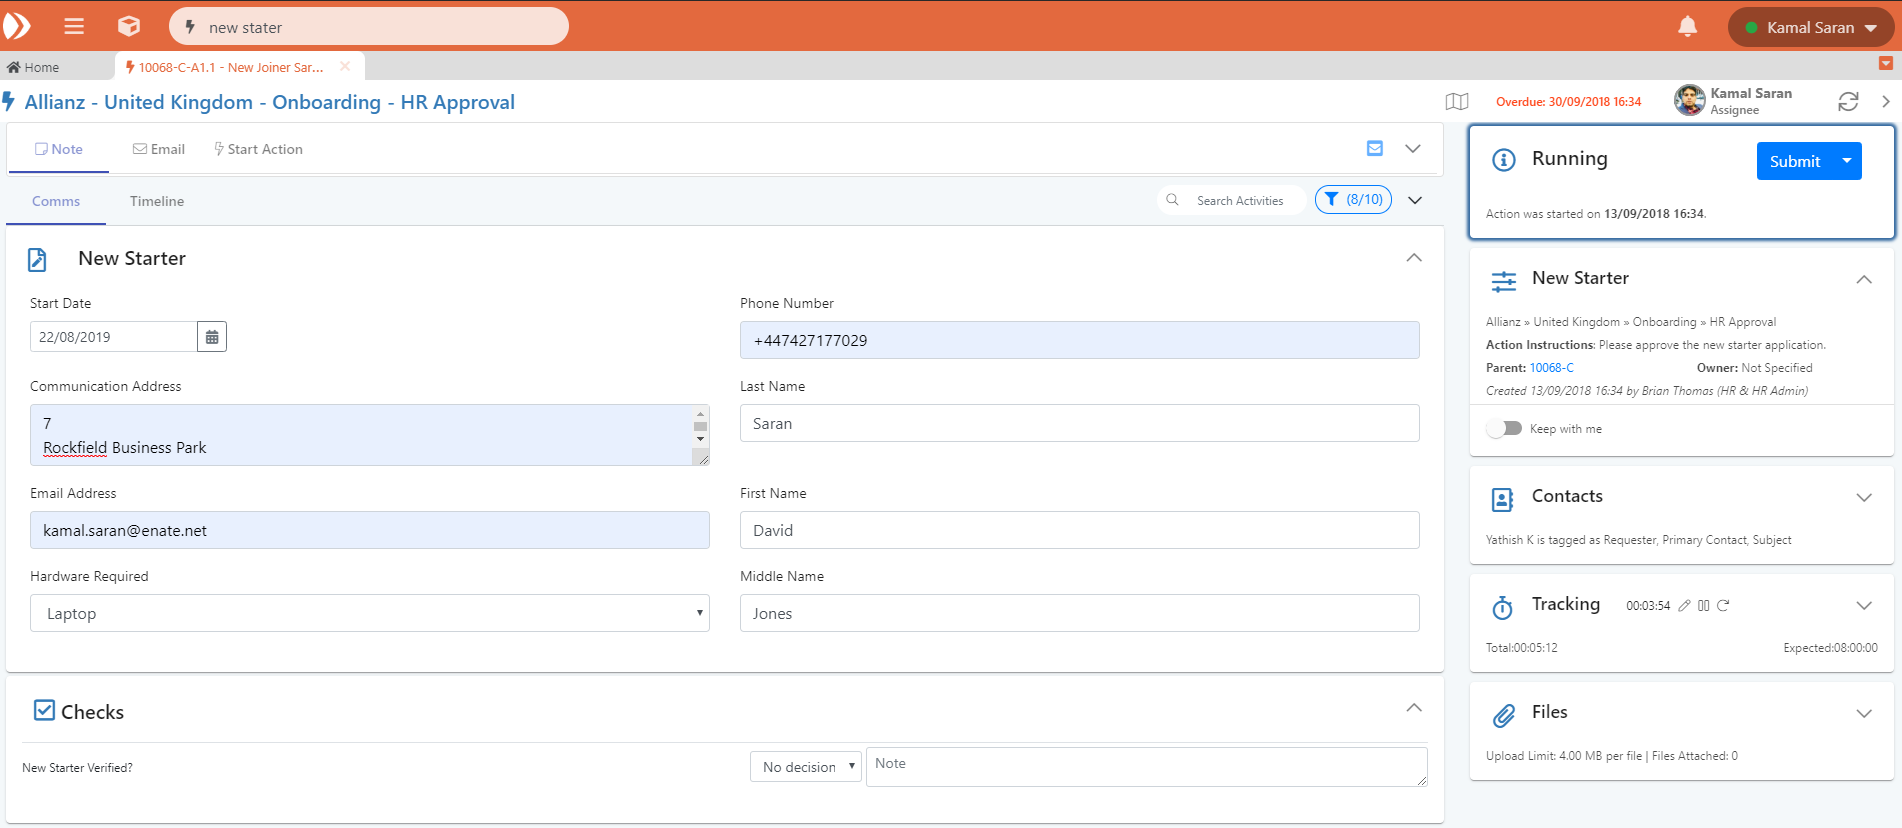 new stater
Kamal Saran
Home
10068-C-A1.1 - New Joiner Sar...
Allianz - United Kingdom - Onboarding - HR Approval
Overdue: 30/09/2018 16:34
Kamal Saran
Assignee
Note
Email
Start Action
Comms
Timeline
Search Activities
(8/10)
New Starter
Start Date
22/08/2019
Phone Number
+447427177029
Communication Address
7
Rockfield Business Park
Last Name
Saran
Email Address
kamal.saran@enate.net
First Name
David
Hardware Required
Laptop
Middle Name
Jones
Checks
New Starter Verified?
No decision
Note
Running
Submit
Action was started on 13/09/2018 16:34.
New Starter
Allianz » United Kingdom » Onboarding » HR Approval
Action Instructions: Please approve the new starter application.
Parent: 10068-C
Owner: Not Specified
Created 13/09/2018 16:34 by Brian Thomas (HR & HR Admin)
Keep with me
Contacts
Yathish K is tagged as Requester, Primary Contact, Subject
Tracking
00:03:54
Total:00:05:12
Expected:08:00:00
Files
Upload Limit: 4.00 MB per file | Files Attached: 0